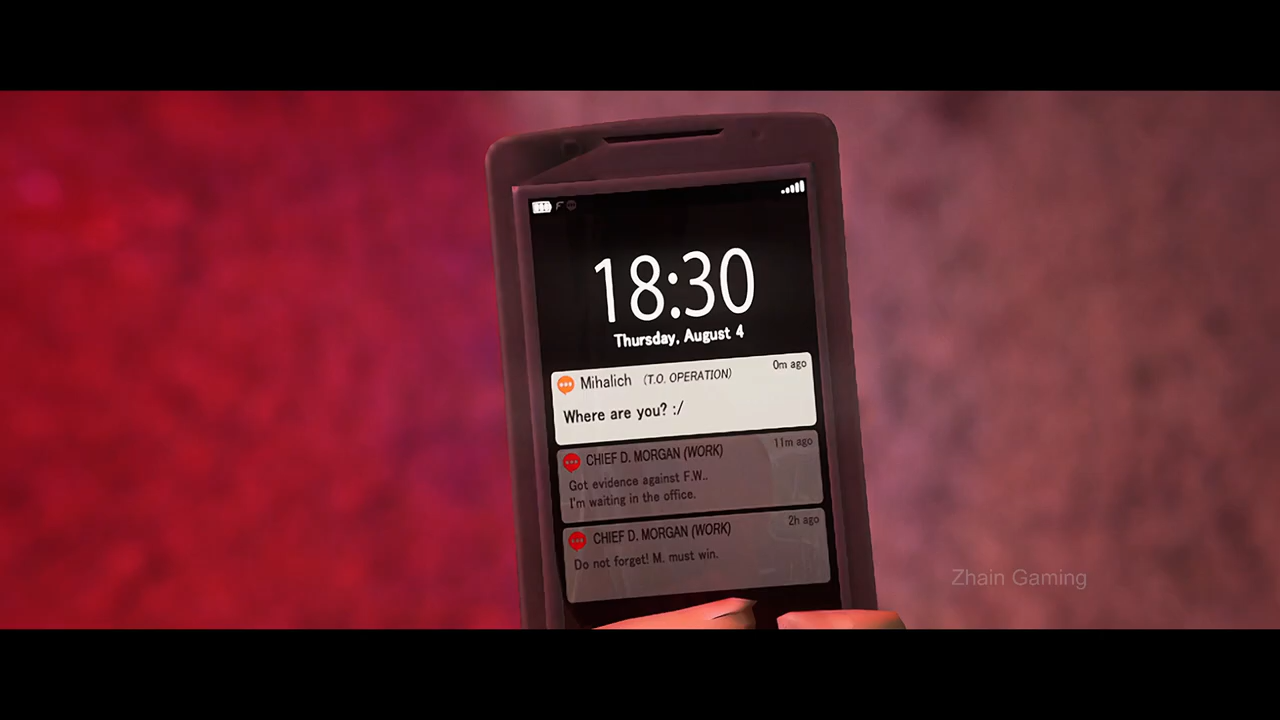 18:30
Thursday, August 4
Mihalich (T.O. OPERATION) 0m ago
Where are you? :/
CHIEF D. MORGAN (WORK) 11m ago
Got evidence against F.W..
I'm waiting in the office.
CHIEF D. MORGAN (WORK) 2h ago
Do not forget! M. must win.
Zhain Gaming